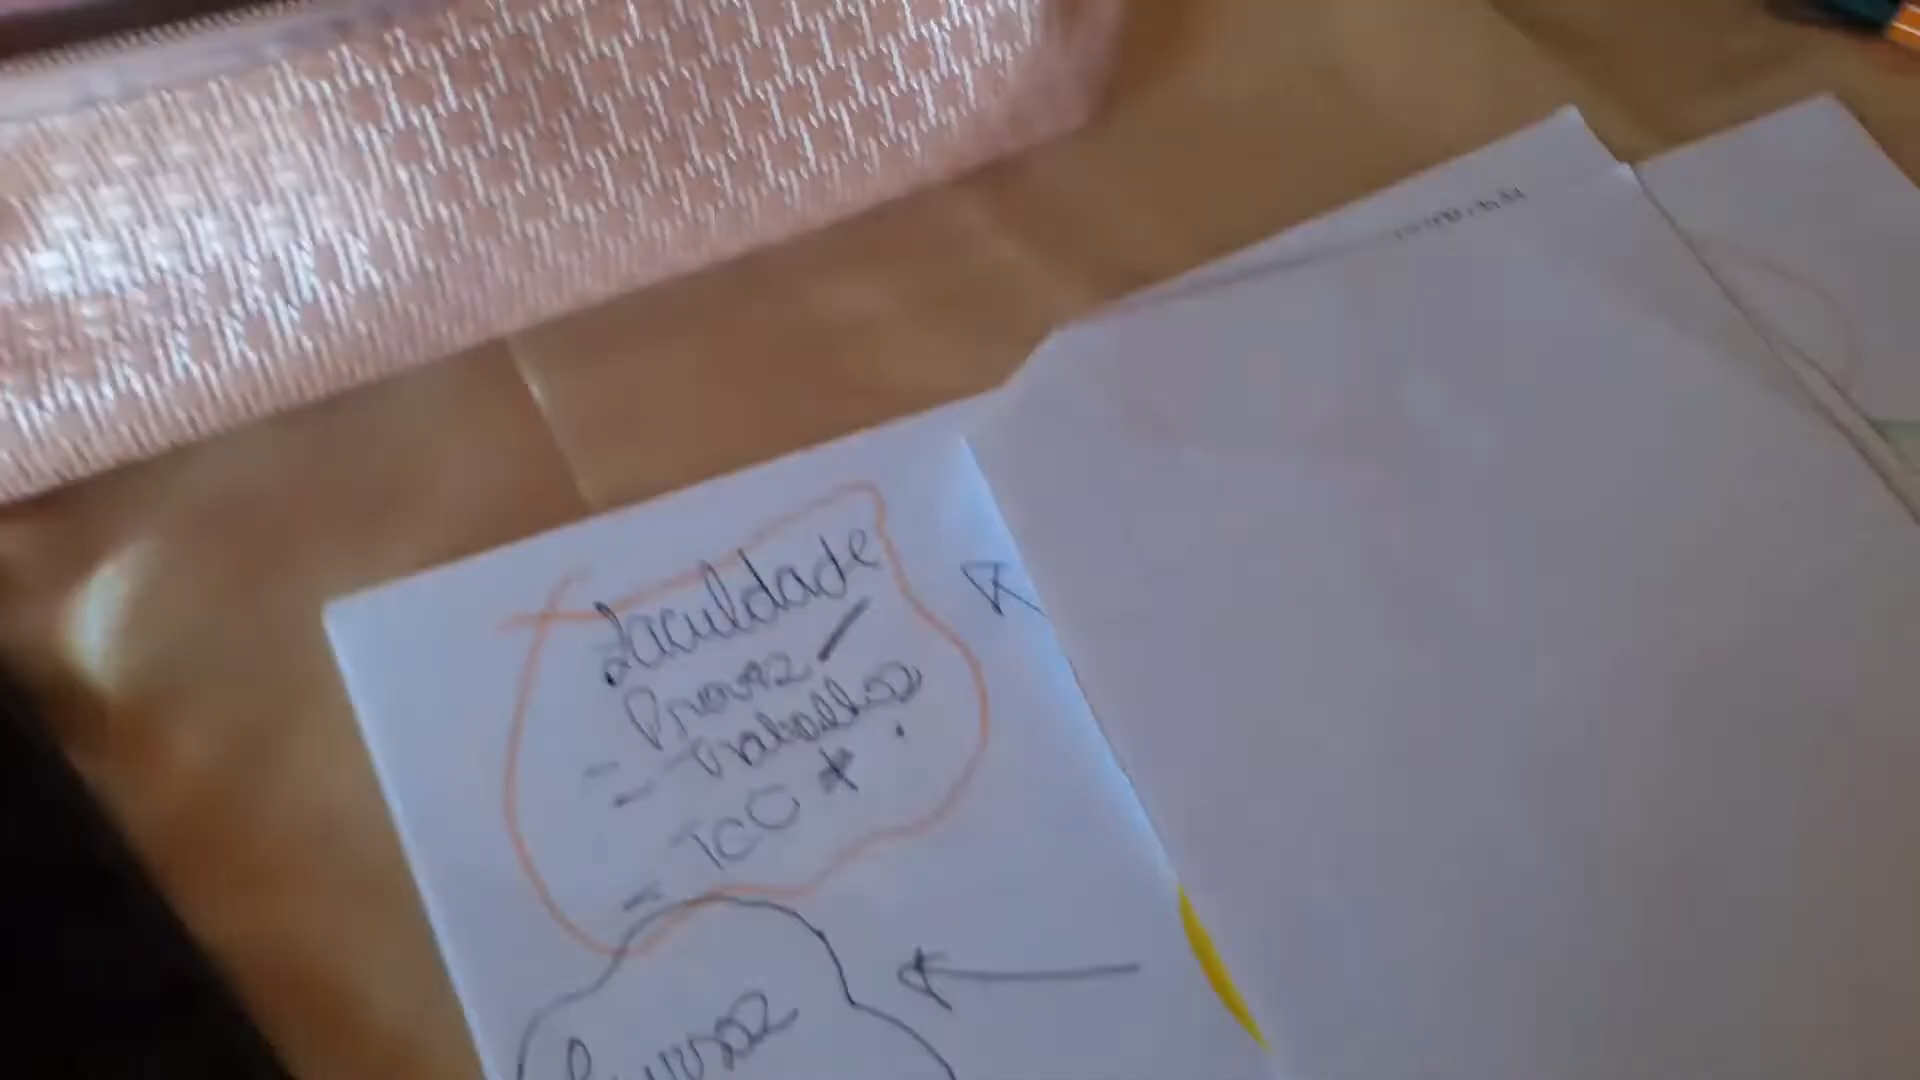 Faculdade
Provas
- Trabalhos
- TCC *
Cursos